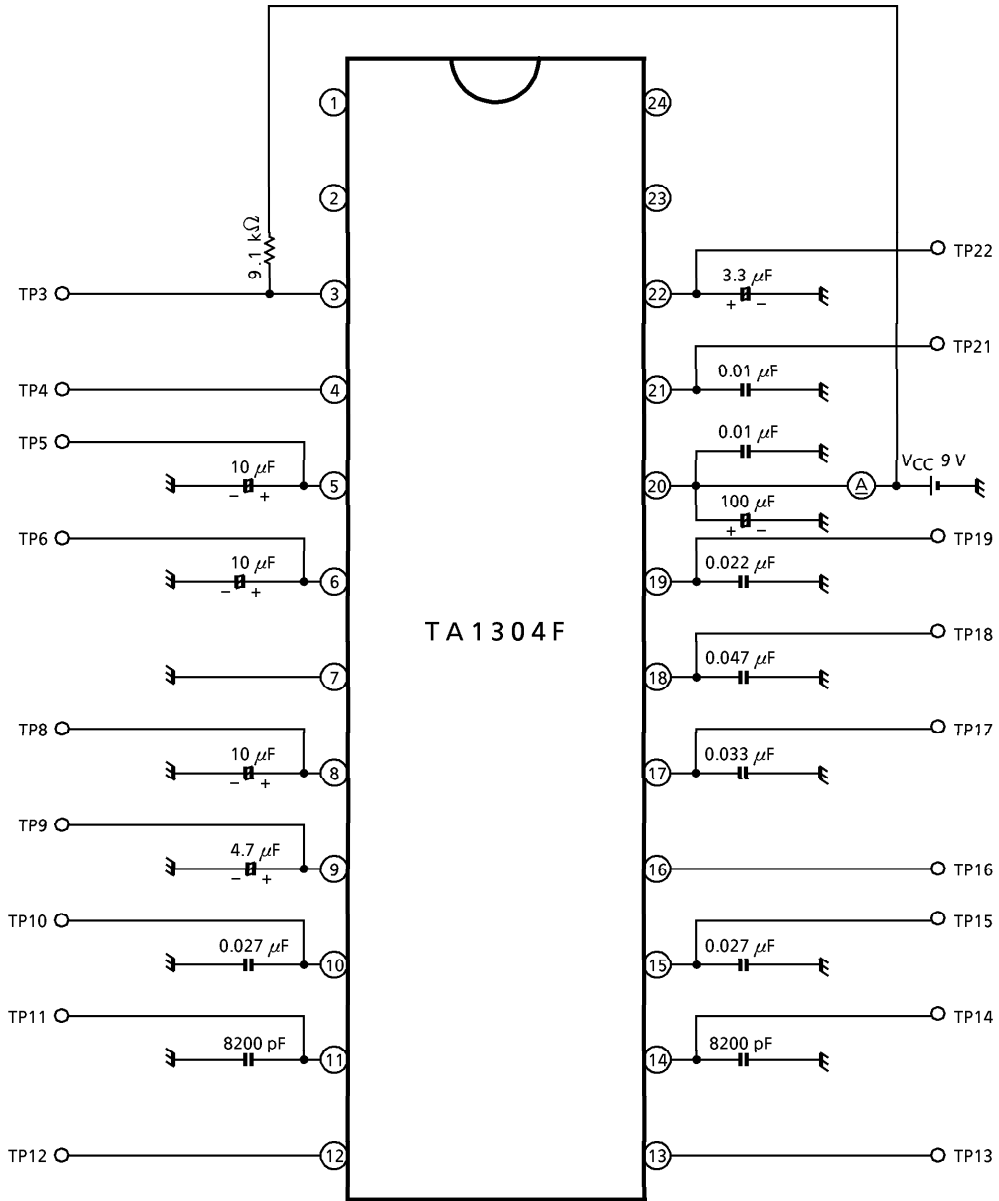 1
24
2
23
9.1 kΩ
TP22
3.3 μF
TP3
3
22
+ −
TP21
0.01 μF
TP4
4
21
TP5
0.01 μF
10 μF
VCC 9 V
5
20
A
− +
100 μF
+ −
TP6
TP19
10 μF
0.022 μF
6
19
− +
TA1304F
TP18
0.047 μF
7
18
TP8
TP17
10 μF
0.033 μF
8
17
− +
TP9
4.7 μF
9
16
TP16
− +
TP10
TP15
0.027 μF
0.027 μF
10
15
TP11
TP14
8200 pF
8200 pF
11
14
TP12
12
13
TP13